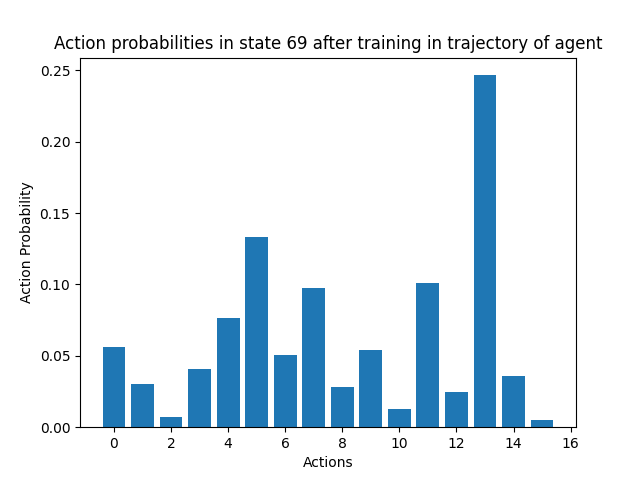 Action probabilities in state 69 after training in trajectory of agent
0.25
0.20
0.15
0.10
0.05
0.00
Action Probability
0 2 4 6 8 10 12 14 16
Actions